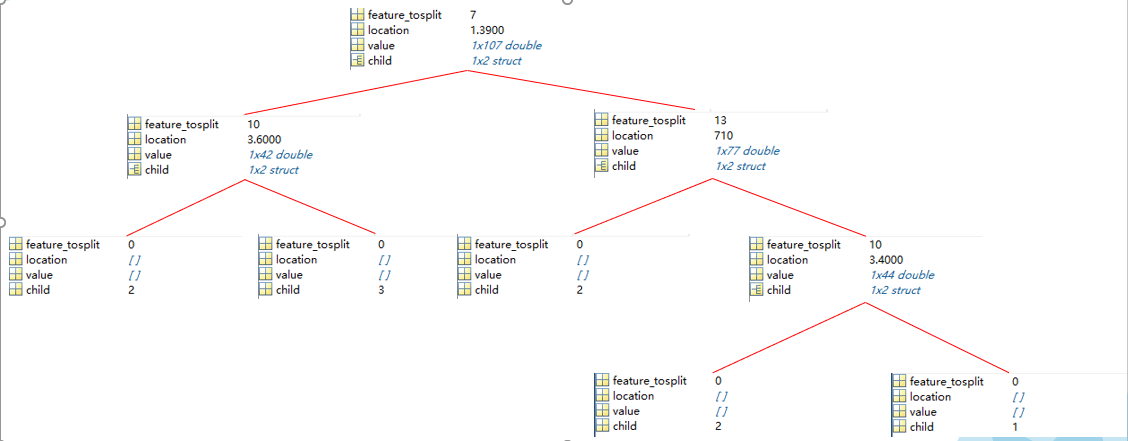 feature_tosplit 7
location 1.3900
value 1x107 double
child 1x2 struct
feature_tosplit 10
location 3.6000
value 1x42 double
child 1x2 struct
feature_tosplit 13
location 710
value 1x77 double
child 1x2 struct
feature_tosplit 0
location []
value []
child 2
feature_tosplit 0
location []
value []
child 3
feature_tosplit 0
location []
value []
child 2
feature_tosplit 10
location 3.4000
value 1x44 double
child 1x2 struct
feature_tosplit 0
location []
value []
child 2
feature_tosplit 0
location []
value []
child 1